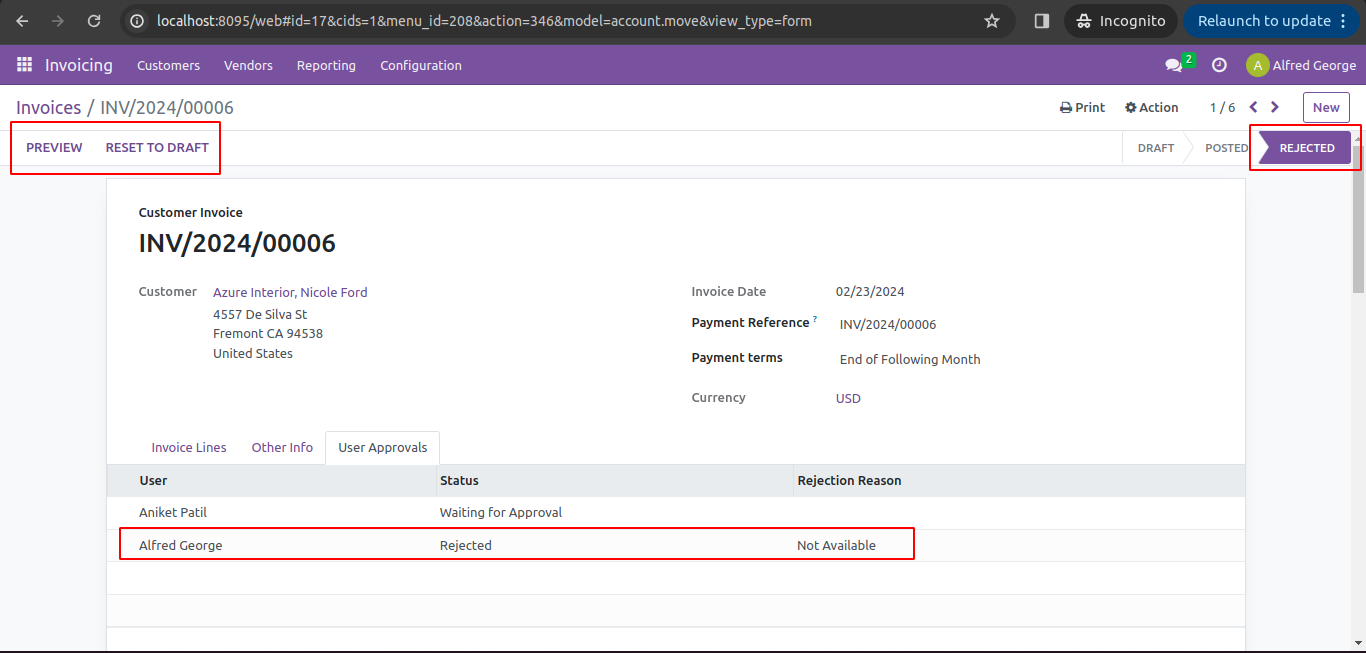 localhost:8095/web#id=17&cids=1&menu_id=208&action=346&model=account.move&view_type=form
Incognito
Relaunch to update
Invoicing
Customers
Vendors
Reporting
Configuration
2
A
Alfred George
Invoices / INV/2024/00006
Print
Action
1 / 6
New
PREVIEW
RESET TO DRAFT
DRAFT
POSTED
REJECTED
Customer Invoice
INV/2024/00006
Customer
Azure Interior, Nicole Ford
4557 De Silva St
Fremont CA 94538
United States
Invoice Date
02/23/2024
Payment Reference ?
INV/2024/00006
Payment terms
End of Following Month
Currency
USD
Invoice Lines
Other Info
User Approvals
User
Status
Rejection Reason
Aniket Patil
Waiting for Approval
Alfred George
Rejected
Not Available